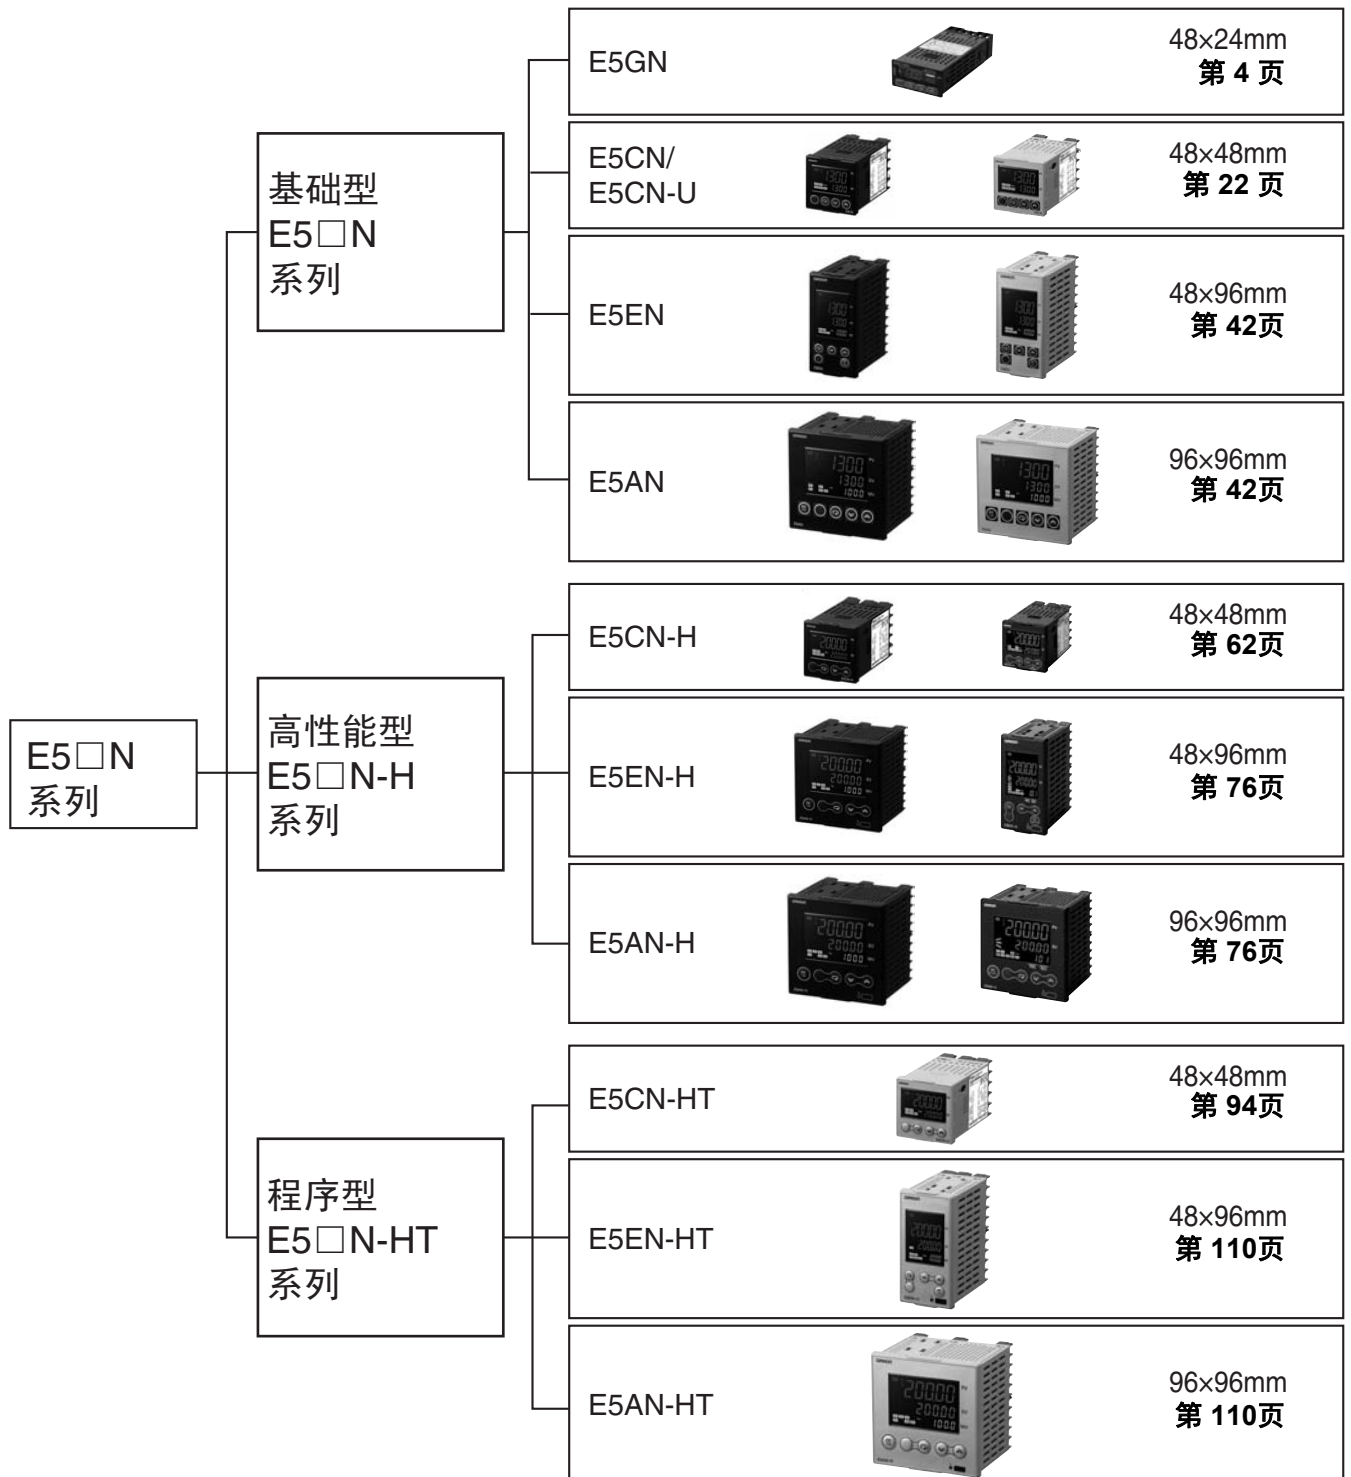 E5□N
系列
基础型
E5□N
系列
E5GN
48×24mm
第 4 页
E5CN/
E5CN-U
48×48mm
第 22 页
E5EN
48×96mm
第 42页
E5AN
96×96mm
第 42页
高性能型
E5□N-H
系列
E5CN-H
48×48mm
第 62页
E5EN-H
48×96mm
第 76页
E5AN-H
96×96mm
第 76页
程序型
E5□N-HT
系列
E5CN-HT
48×48mm
第 94页
E5EN-HT
48×96mm
第 110页
E5AN-HT
96×96mm
第 110页